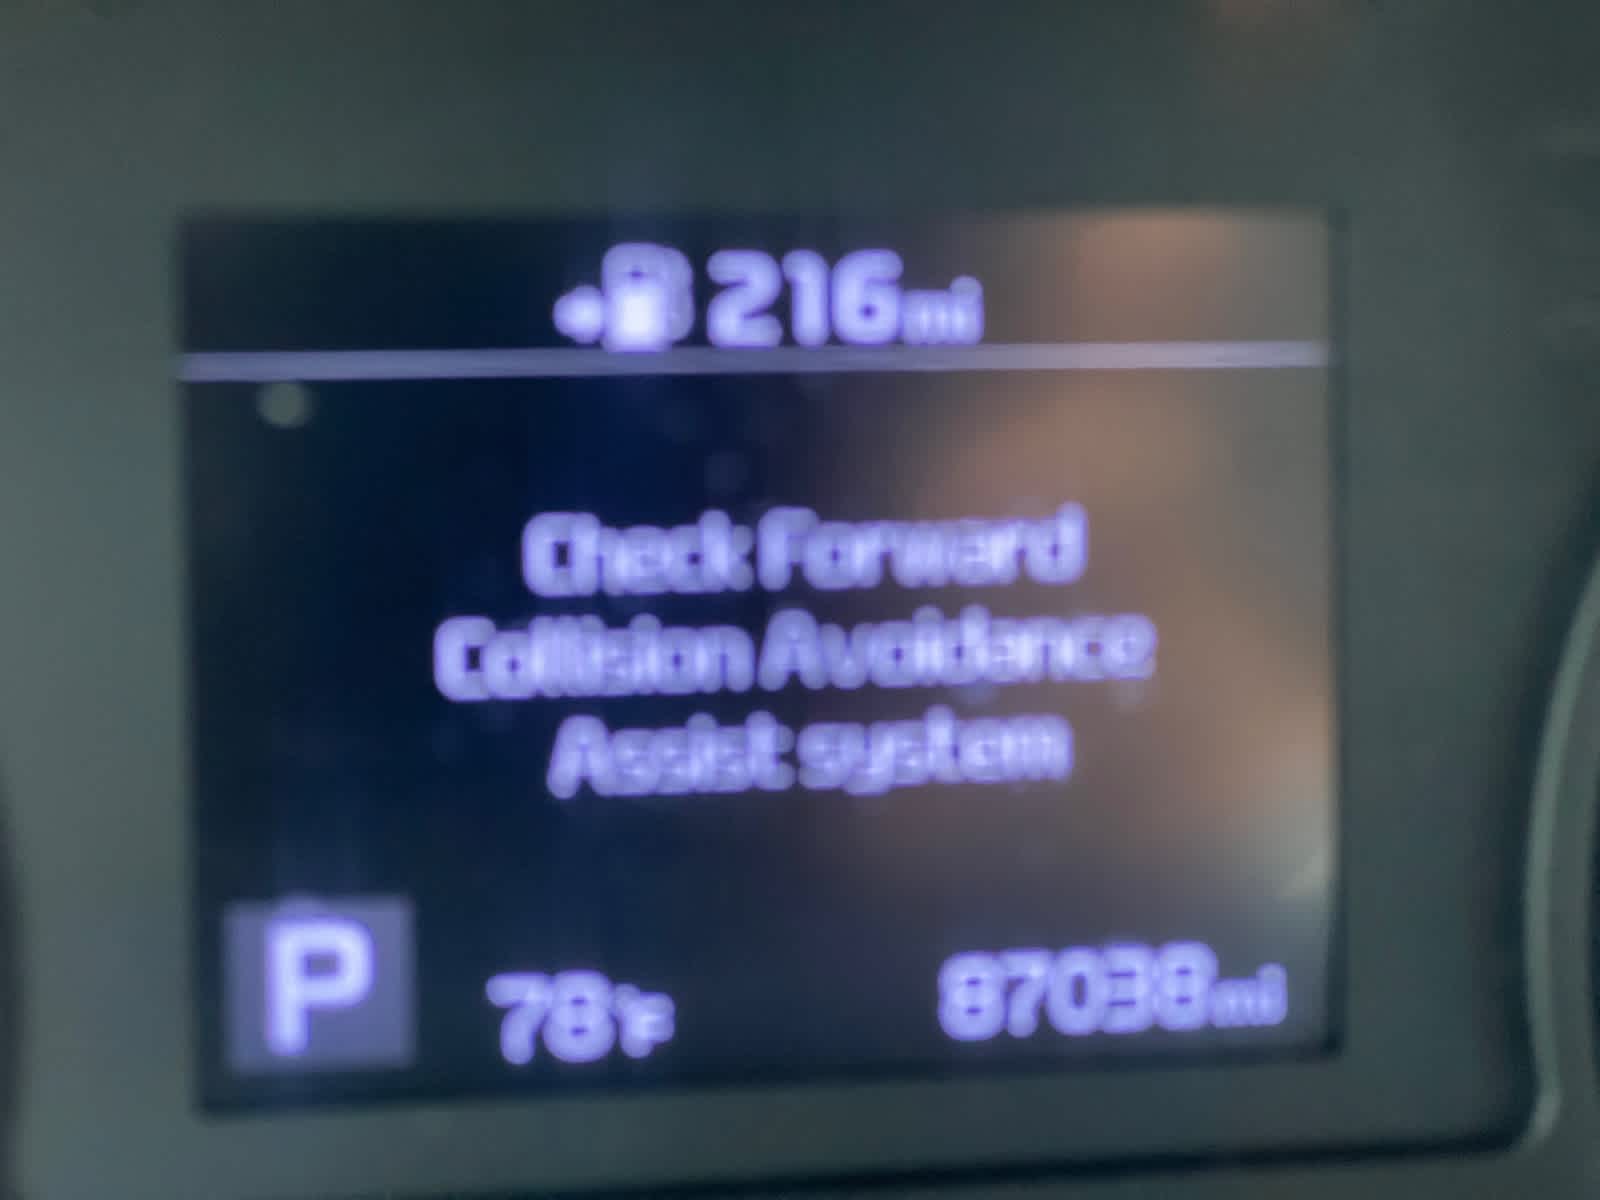 216mi
Check Forward
Collision Avoidance
Assist system
P 78°F 87038mi